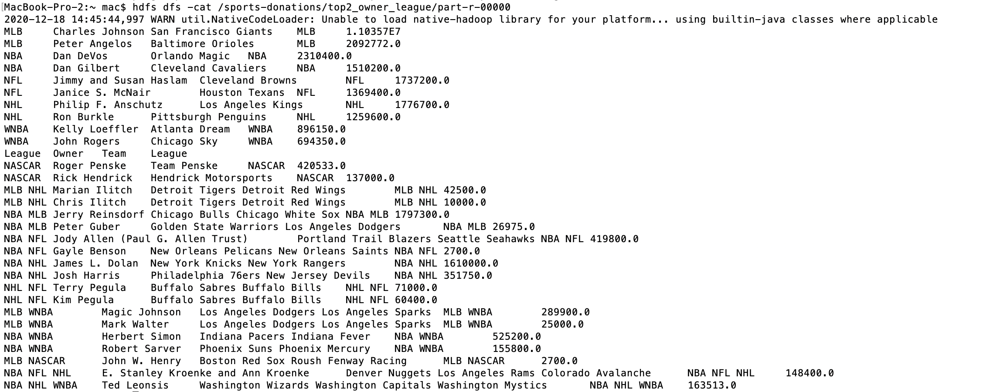 MacBook-Pro-2:~ mac$ hdfs dfs -cat /sports-donations/top2_owner_league/part-r-00000
2020-12-18 14:45:44,997 WARN util.NativeCodeLoader: Unable to load native-hadoop library for your platform... using builtin-java classes where applicable
MLB	Charles Johnson	San Francisco Giants	MLB	1.10357E7
MLB	Peter Angelos	Baltimore Orioles	MLB	2092772.0
NBA	Dan DeVos	Orlando Magic	NBA	2310400.0
NBA	Dan Gilbert	Cleveland Cavaliers	NBA	1510200.0
NFL	Jimmy and Susan Haslam	Cleveland Browns	NFL	1737200.0
NFL	Janice S. McNair	Houston Texans	NFL	1369400.0
NHL	Philip F. Anschutz	Los Angeles Kings	NHL	1776700.0
NHL	Ron Burkle	Pittsburgh Penguins	NHL	1259600.0
WNBA	Kelly Loeffler	Atlanta Dream	WNBA	896150.0
WNBA	John Rogers	Chicago Sky	WNBA	694350.0
League	Owner	Team	League
NASCAR	Roger Penske	Team Penske	NASCAR	420533.0
NASCAR	Rick Hendrick	Hendrick Motorsports	NASCAR	137000.0
MLB NHL	Marian Ilitch	Detroit Tigers Detroit Red Wings	MLB NHL	42500.0
MLB NHL	Chris Ilitch	Detroit Tigers Detroit Red Wings	MLB NHL	10000.0
NBA MLB	Jerry Reinsdorf	Chicago Bulls Chicago White Sox	NBA MLB	1797300.0
NBA MLB	Peter Guber	Golden State Warriors Los Angeles Dodgers	NBA MLB	26975.0
NBA NFL	Jody Allen (Paul G. Allen Trust)	Portland Trail Blazers Seattle Seahawks	NBA NFL	419800.0
NBA NFL	Gayle Benson	New Orleans Pelicans New Orleans Saints	NBA NFL	2700.0
NBA NHL	James L. Dolan	New York Knicks New York Rangers	NBA NHL	1610000.0
NBA NHL	Josh Harris	Philadelphia 76ers New Jersey Devils	NBA NHL	351750.0
NHL NFL	Terry Pegula	Buffalo Sabres Buffalo Bills	NHL NFL	71000.0
NHL NFL	Kim Pegula	Buffalo Sabres Buffalo Bills	NHL NFL	60400.0
MLB WNBA	Magic Johnson	Los Angeles Dodgers Los Angeles Sparks	MLB WNBA	289900.0
MLB WNBA	Mark Walter	Los Angeles Dodgers Los Angeles Sparks	MLB WNBA	25000.0
NBA WNBA	Herbert Simon	Indiana Pacers Indiana Fever	NBA WNBA	525200.0
NBA WNBA	Robert Sarver	Phoenix Suns Phoenix Mercury	NBA WNBA	155800.0
MLB NASCAR	John W. Henry	Boston Red Sox Roush Fenway Racing	MLB NASCAR	2700.0
NBA NFL NHL	E. Stanley Kroenke and Ann Kroenke	Denver Nuggets Los Angeles Rams Colorado Avalanche	NBA NFL NHL	148400.0
NBA NHL WNBA	Ted Leonsis	Washington Wizards Washington Capitals Washington Mystics	NBA NHL WNBA	163513.0